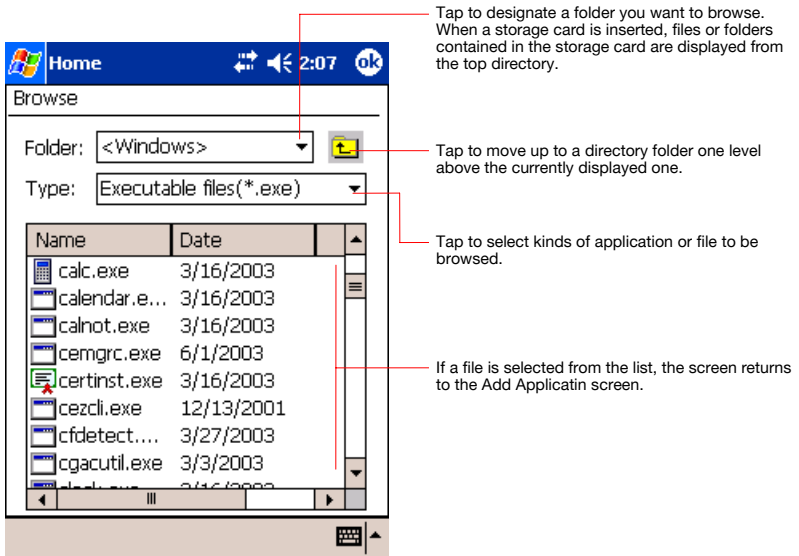 Tap to designate a folder you want to browse.
When a storage card is inserted, files or folders
contained in the storage card are displayed from
the top directory.
Home 2:07 ok
Browse
Folder: <Windows>
Tap to move up to a directory folder one level
above the currently displayed one.
Type: Executable files(*.exe)
Tap to select kinds of application or file to be
browsed.
Name Date
calc.exe 3/16/2003
calendar.e... 3/16/2003
calnot.exe 3/16/2003
cemgrc.exe 6/1/2003
If a file is selected from the list, the screen returns
to the Add Applicatin screen.
certinst.exe 3/16/2003
cezcli.exe 12/13/2001
cfdetect.... 3/27/2003
cgacutil.exe 3/3/2003